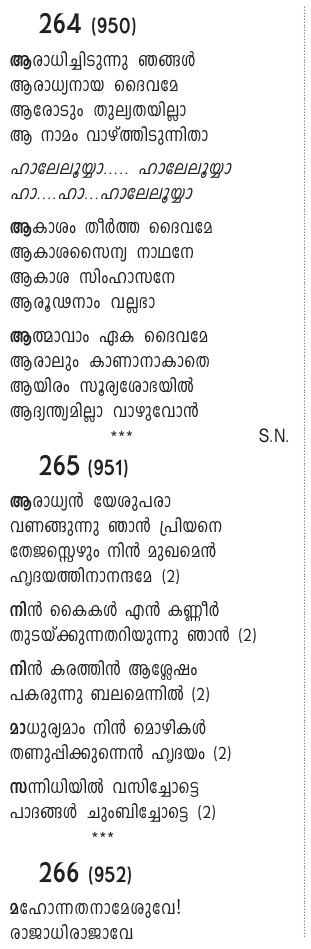 264 (950)
ആരാധിച്ചിടുന്നു ഞങ്ങൾ
ആരാധ്യനായ ദൈവമേ
ആരോടും തുല്യതയില്ലാ
ആ നാമം വാഴ്ത്തിടുന്നിതാ
ഹാലേലൂയ്യാ..... ഹാലേലൂയ്യാ
ഹാ....ഹാ...ഹാലേലൂയ്യാ
ആകാശം തീർത്ത ദൈവമേ
ആകാശസൈന്യ നാഥനേ
ആകാശ സിംഹാസനേ
ആരൂഢനാം വല്ലഭാ
ആത്മാവാം ഏക ദൈവമേ
ആരാലും കാണാനാകാതെ
ആയിരം സൂര്യശോഭയിൽ
ആദ്യന്ത്യമില്ലാ വാഴുവോൻ
*** S.N.
265 (951)
ആരാധ്യൻ യേശുപരാ
വണങ്ങുന്നു ഞാൻ പ്രിയനെ
തേജസ്സെഴും നിൻ മുഖമെൻ
ഹൃദയത്തിനാനന്ദമേ (2)
നിൻ കൈകൾ എൻ കണ്ണീർ
തുടയ്ക്കുന്നതറിയുന്നു ഞാൻ (2)
നിൻ കരത്തിൻ ആശ്ലേഷം
പകരുന്നു ബലമെന്നിൽ (2)
മാധുര്യമാം നിൻ മൊഴികൾ
തണുപ്പിക്കുന്നെൻ ഹൃദയം (2)
സന്നിധിയിൽ വസിച്ചോട്ടെ
പാദങ്ങൾ ചുംബിച്ചോട്ടെ (2)
***
266 (952)
മഹോന്നതനാമേശുവേ!
രാജാധിരാജാവേ